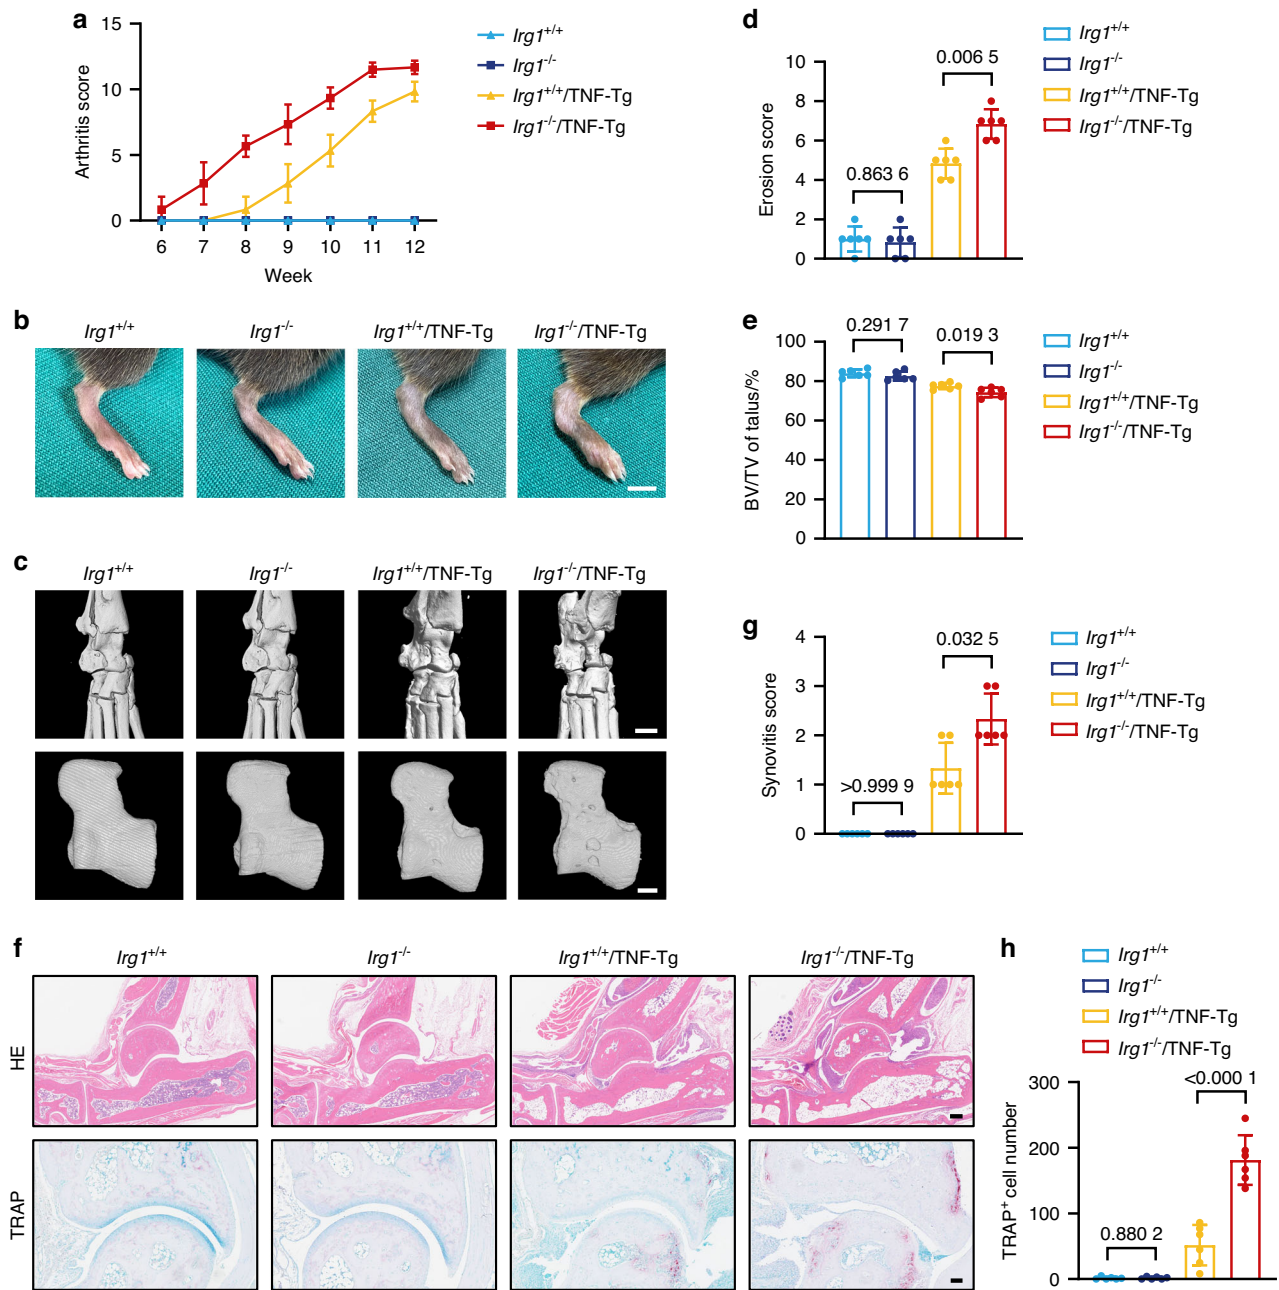 a
15
10
5
0
Arthritis score
6 7 8 9 10 11 12
Week
Irg1+/+
Irg1-/-
Irg1+/+/TNF-Tg
Irg1-/-/TNF-Tg
b
Irg1+/+ Irg1-/- Irg1+/+/TNF-Tg Irg1-/-/TNF-Tg
c
Irg1+/+ Irg1-/- Irg1+/+/TNF-Tg Irg1-/-/TNF-Tg
d
10
8
6
4
2
0
Erosion score
0.863 6
0.006 5
Irg1+/+
Irg1-/-
Irg1+/+/TNF-Tg
Irg1-/-/TNF-Tg
e
100
80
60
40
20
0
BV/TV of talus/%
0.291 7
0.019 3
Irg1+/+
Irg1-/-
Irg1+/+/TNF-Tg
Irg1-/-/TNF-Tg
g
4
3
2
1
0
Synovitis score
>0.999 9
0.032 5
Irg1+/+
Irg1-/-
Irg1+/+/TNF-Tg
Irg1-/-/TNF-Tg
f
Irg1+/+ Irg1-/- Irg1+/+/TNF-Tg Irg1-/-/TNF-Tg
HE
TRAP
h
Irg1+/+
Irg1-/-
Irg1+/+/TNF-Tg
Irg1-/-/TNF-Tg
300
200
100
0
TRAP+ cell number
0.880 2
<0.000 1